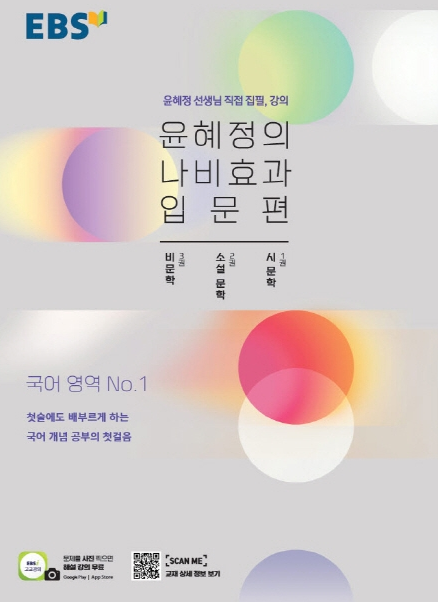 EBS
윤혜정 선생님 직접 집필, 강의
윤혜정의
나비효과
입문편
1권 시 문학
2권 소설 문학
3권 비문학
국어 영역 No.1
첫술에도 배부르게 하는
국어 개념 공부의 첫걸음
EBS
고교강의
문제를 사진 찍으면
해설 강의 무료
Google Play | App Store
SCAN ME
교재 상세 정보 보기